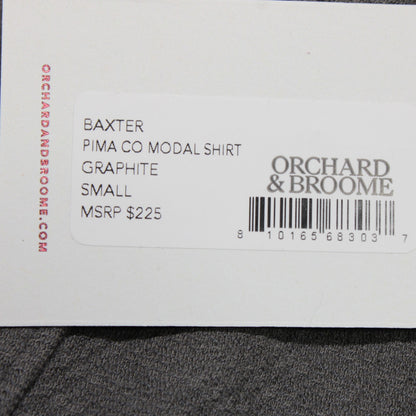 ORCHARDANDBROOME.COM
BAXTER
PIMA CO MODAL SHIRT
GRAPHITE
SMALL
MSRP $225
ORCHARD
& BROOME
8 10165 68303 7